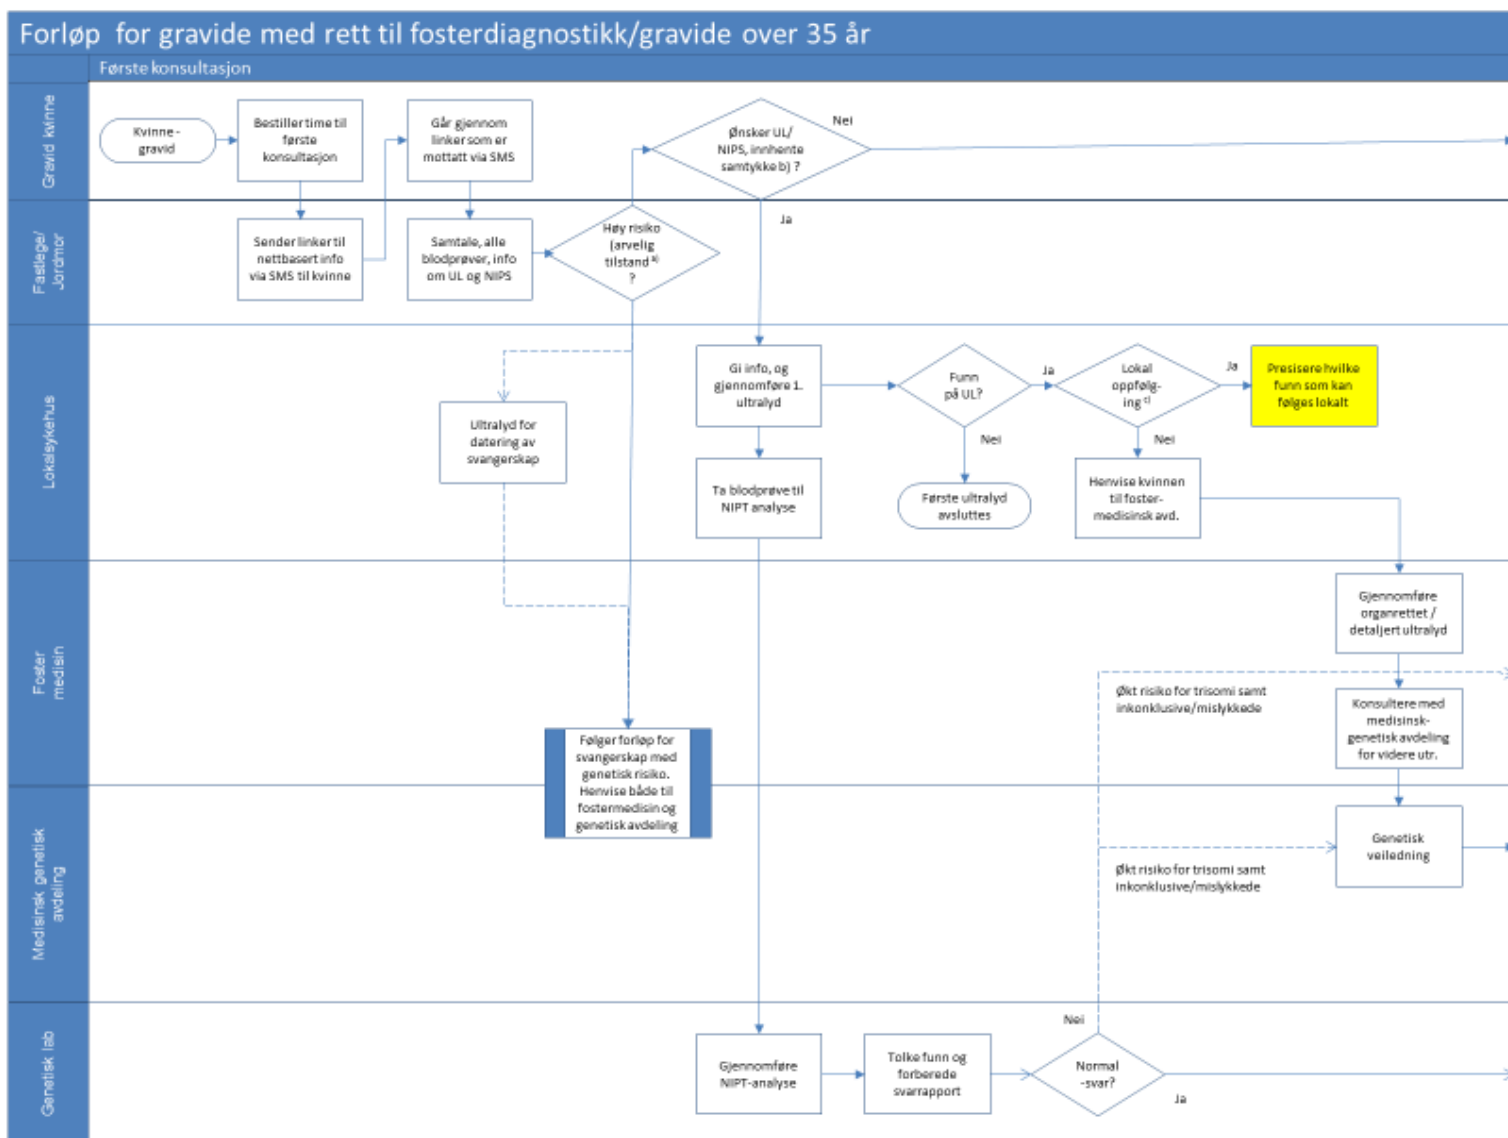 Forløp for gravide med rett til fosterdiagnostikk/gravide over 35 år
Første konsultasjon
Gravid kvinne
Kvinne -
gravid
Bestiller time til
første
konsultasjon
Går gjennom
linker som er
mottatt via SMS
Ønsker UL/
NIPS, innhente
samtykke b) ?
Nei
Ja
Fastlege/
Jordmor
Sender linker til
nettbasert info
via SMS til kvinne
Samtale, alle
blodprøver, info
om UL og NIPS
Høy risiko
(arvelig
tilstand a)
?
Lokalsykehus
Ultralyd for
datering av
svangerskap
Gi info, og
gjennomføre 1.
ultralyd
Funn
på UL?
Ja
Lokal
oppfølg-
ing c)
Ja
Presisere hvilke
funn som kan
følges lokalt
Nei
Nei
Ta blodprøve til
NIPT analyse
Første ultralyd
avsluttes
Henvise kvinnen
til foster-
medisinsk avd.
Foster
medisin
Gjennomføre
organrettet /
detaljert ultralyd
Økt risiko for trisomi samt
inkonklusive/mislykkede
Konsultere med
medisinsk-
genetisk avdeling
for videre utr.
Følger forløp for
svangerskap med
genetisk risiko.
Henvise både til
fostermedisin og
genetisk avdeling
Medisinsk genetisk
avdeling
Genetisk
veiledning
Økt risiko for trisomi samt
inkonklusive/mislykkede
Genetisk lab
Gjennomføre
NIPT-analyse
Tolke funn og
forberede
svarrapport
Nei
Normal
-svar?
Ja